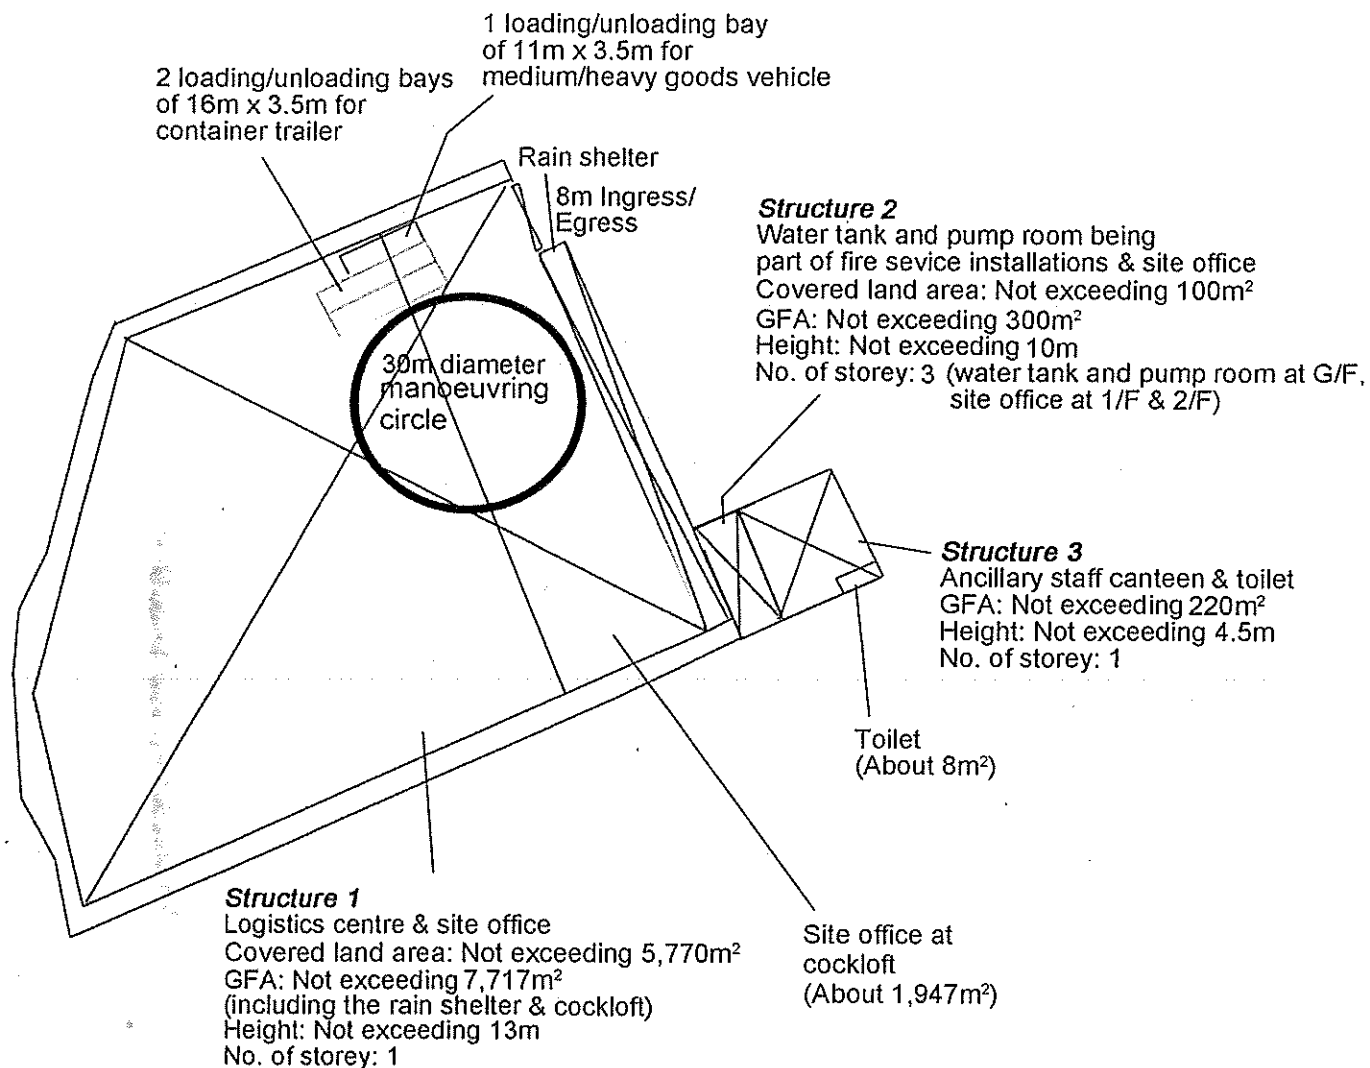 1 loading/unloading bay
of 11m x 3.5m for
medium/heavy goods vehicle
2 loading/unloading bays
of 16m x 3.5m for
container trailer
Rain shelter
8m Ingress/
Egress
Structure 2
Water tank and pump room being
part of fire sevice installations & site office
Covered land area: Not exceeding 100m²
GFA: Not exceeding 300m²
Height: Not exceeding 10m
No. of storey: 3 (water tank and pump room at G/F,
site office at 1/F & 2/F)
30m diameter
manoeuvring
circle
Structure 3
Ancillary staff canteen & toilet
GFA: Not exceeding 220m²
Height: Not exceeding 4.5m
No. of storey: 1
Toilet
(About 8m²)
Structure 1
Logistics centre & site office
Covered land area: Not exceeding 5,770m²
GFA: Not exceeding 7,717m²
(including the rain shelter & cockloft)
Height: Not exceeding 13m
No. of storey: 1
Site office at
cockloft
(About 1,947m²)